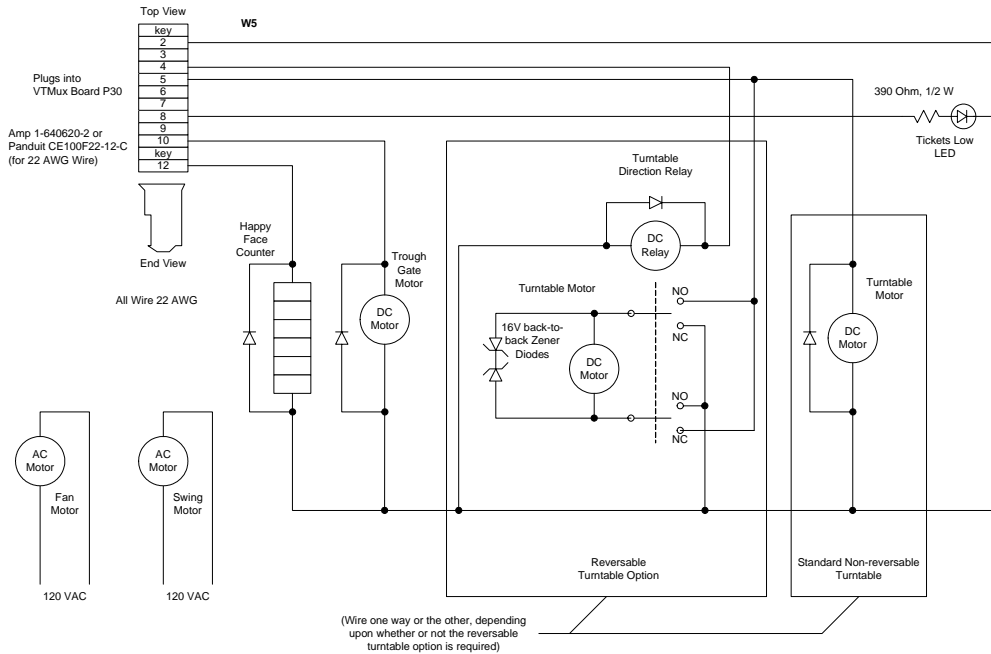 Top View
W5
key
2
3
4
5
6
7
8
9
10
key
12
Plugs into
VTMux Board P30
Amp 1-640620-2 or
Panduit CE100F22-12-C
(for 22 AWG Wire)
End View
All Wire 22 AWG
390 Ohm, 1/2 W
Tickets Low
LED
Happy
Face
Counter
Trough
Gate
Motor
DC
Motor
Turntable
Direction Relay
DC
Relay
Turntable Motor
16V back-to-
back Zener
Diodes
DC
Motor
NO
NC
NO
NC
Turntable
Motor
DC
Motor
AC
Motor
Fan
Motor
120 VAC
AC
Motor
Swing
Motor
120 VAC
Reversable
Turntable Option
Standard Non-reversable
Turntable
(Wire one way or the other, depending
upon whether or not the reversable
turntable option is required)